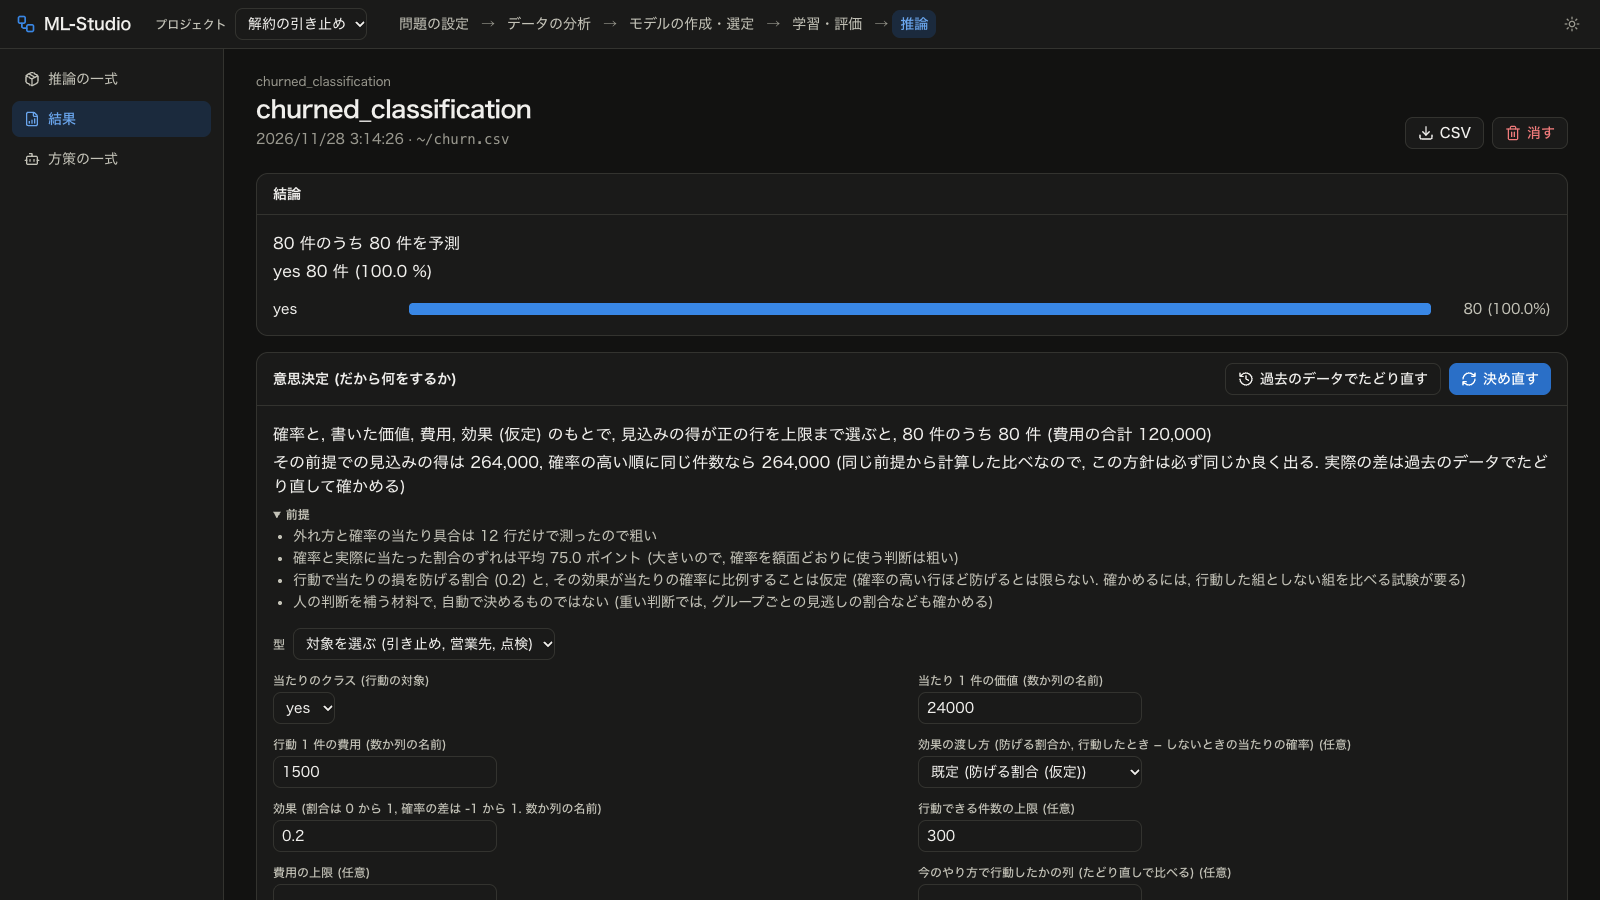 ML-Studio プロジェクト 解約の引き止め 問題の設定 → データの分析 → モデルの作成・選定 → 学習・評価 → 推論
推論の一式
結果
方策の一式
churned_classification
churned_classification
2026/11/28 3:14:26 · ~/churn.csv
CSV 消す
結論
80 件のうち 80 件を予測
yes 80 件 (100.0 %)
yes 80 (100.0%)
意思決定 (だから何をするか) 過去のデータでたどり直す 決め直す
確率と, 書いた価値, 費用, 効果 (仮定) のもとで, 見込みの得が正の行を上限まで選ぶと, 80 件のうち 80 件 (費用の合計 120,000)
その前提での見込みの得は 264,000, 確率の高い順に同じ件数なら 264,000 (同じ前提から計算した比べなので, この方針は必ず同じか良く出る. 実際の差は過去のデータでたど
り直して確かめる)
▼ 前提
• 外れ方と確率の当たり具合は 12 行だけで測ったので粗い
• 確率と実際に当たった割合のずれは平均 75.0 ポイント (大きいので, 確率を額面どおりに使う判断は粗い)
• 行動で当たりの損を防げる割合 (0.2) と, その効果が当たりの確率に比例することは仮定 (確率の高い行ほど防げるとは限らない. 確かめるには, 行動した組としない組を比べる試験が要る)
• 人の判断を補う材料で, 自動で決めるものではない (重い判断では, グループごとの見逃しの割合なども確かめる)
型 対象を選ぶ (引き止め, 営業先, 点検)
当たりのクラス (行動の対象) 当たり 1 件の価値 (数か列の名前)
yes 24000
行動 1 件の費用 (数か列の名前) 効果の渡し方 (防げる割合か, 行動したとき − しないときの当たりの確率) (任意)
1500 既定 (防げる割合 (仮定))
効果 (割合は 0 から 1, 確率の差は -1 から 1. 数か列の名前) 行動できる件数の上限 (任意)
0.2 300
費用の上限 (任意) 今のやり方で行動したかの列 (たどり直しで比べる) (任意)